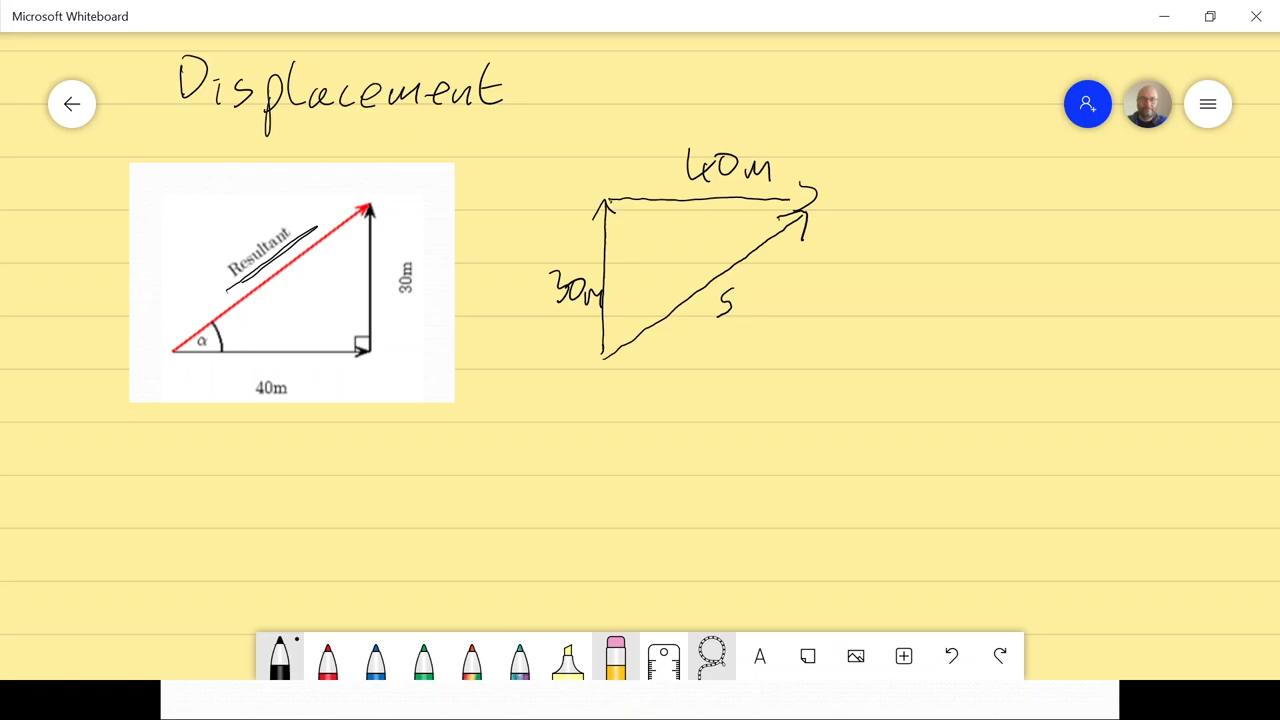 Microsoft Whiteboard
Displacement
40m
Resultant
30m
30m
s
α
40m
A